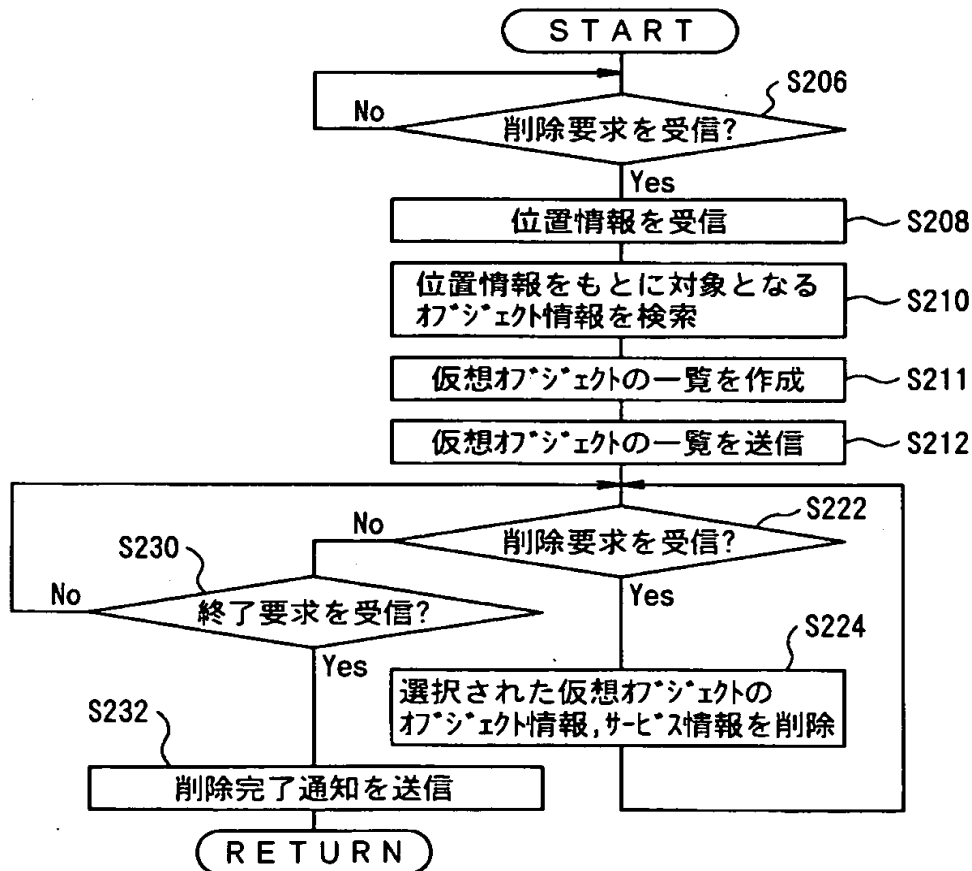 START
S206
No
削除要求を受信?
Yes
位置情報を受信
S208
位置情報をもとに対象となる
オブジェクト情報を検索
S210
仮想オブジェクトの一覧を作成
S211
仮想オブジェクトの一覧を送信
S212
S222
No
削除要求を受信?
S230
No
Yes
終了要求を受信?
S224
Yes
選択された仮想オブジェクトの
オブジェクト情報,サービス情報を削除
S232
削除完了通知を送信
RETURN